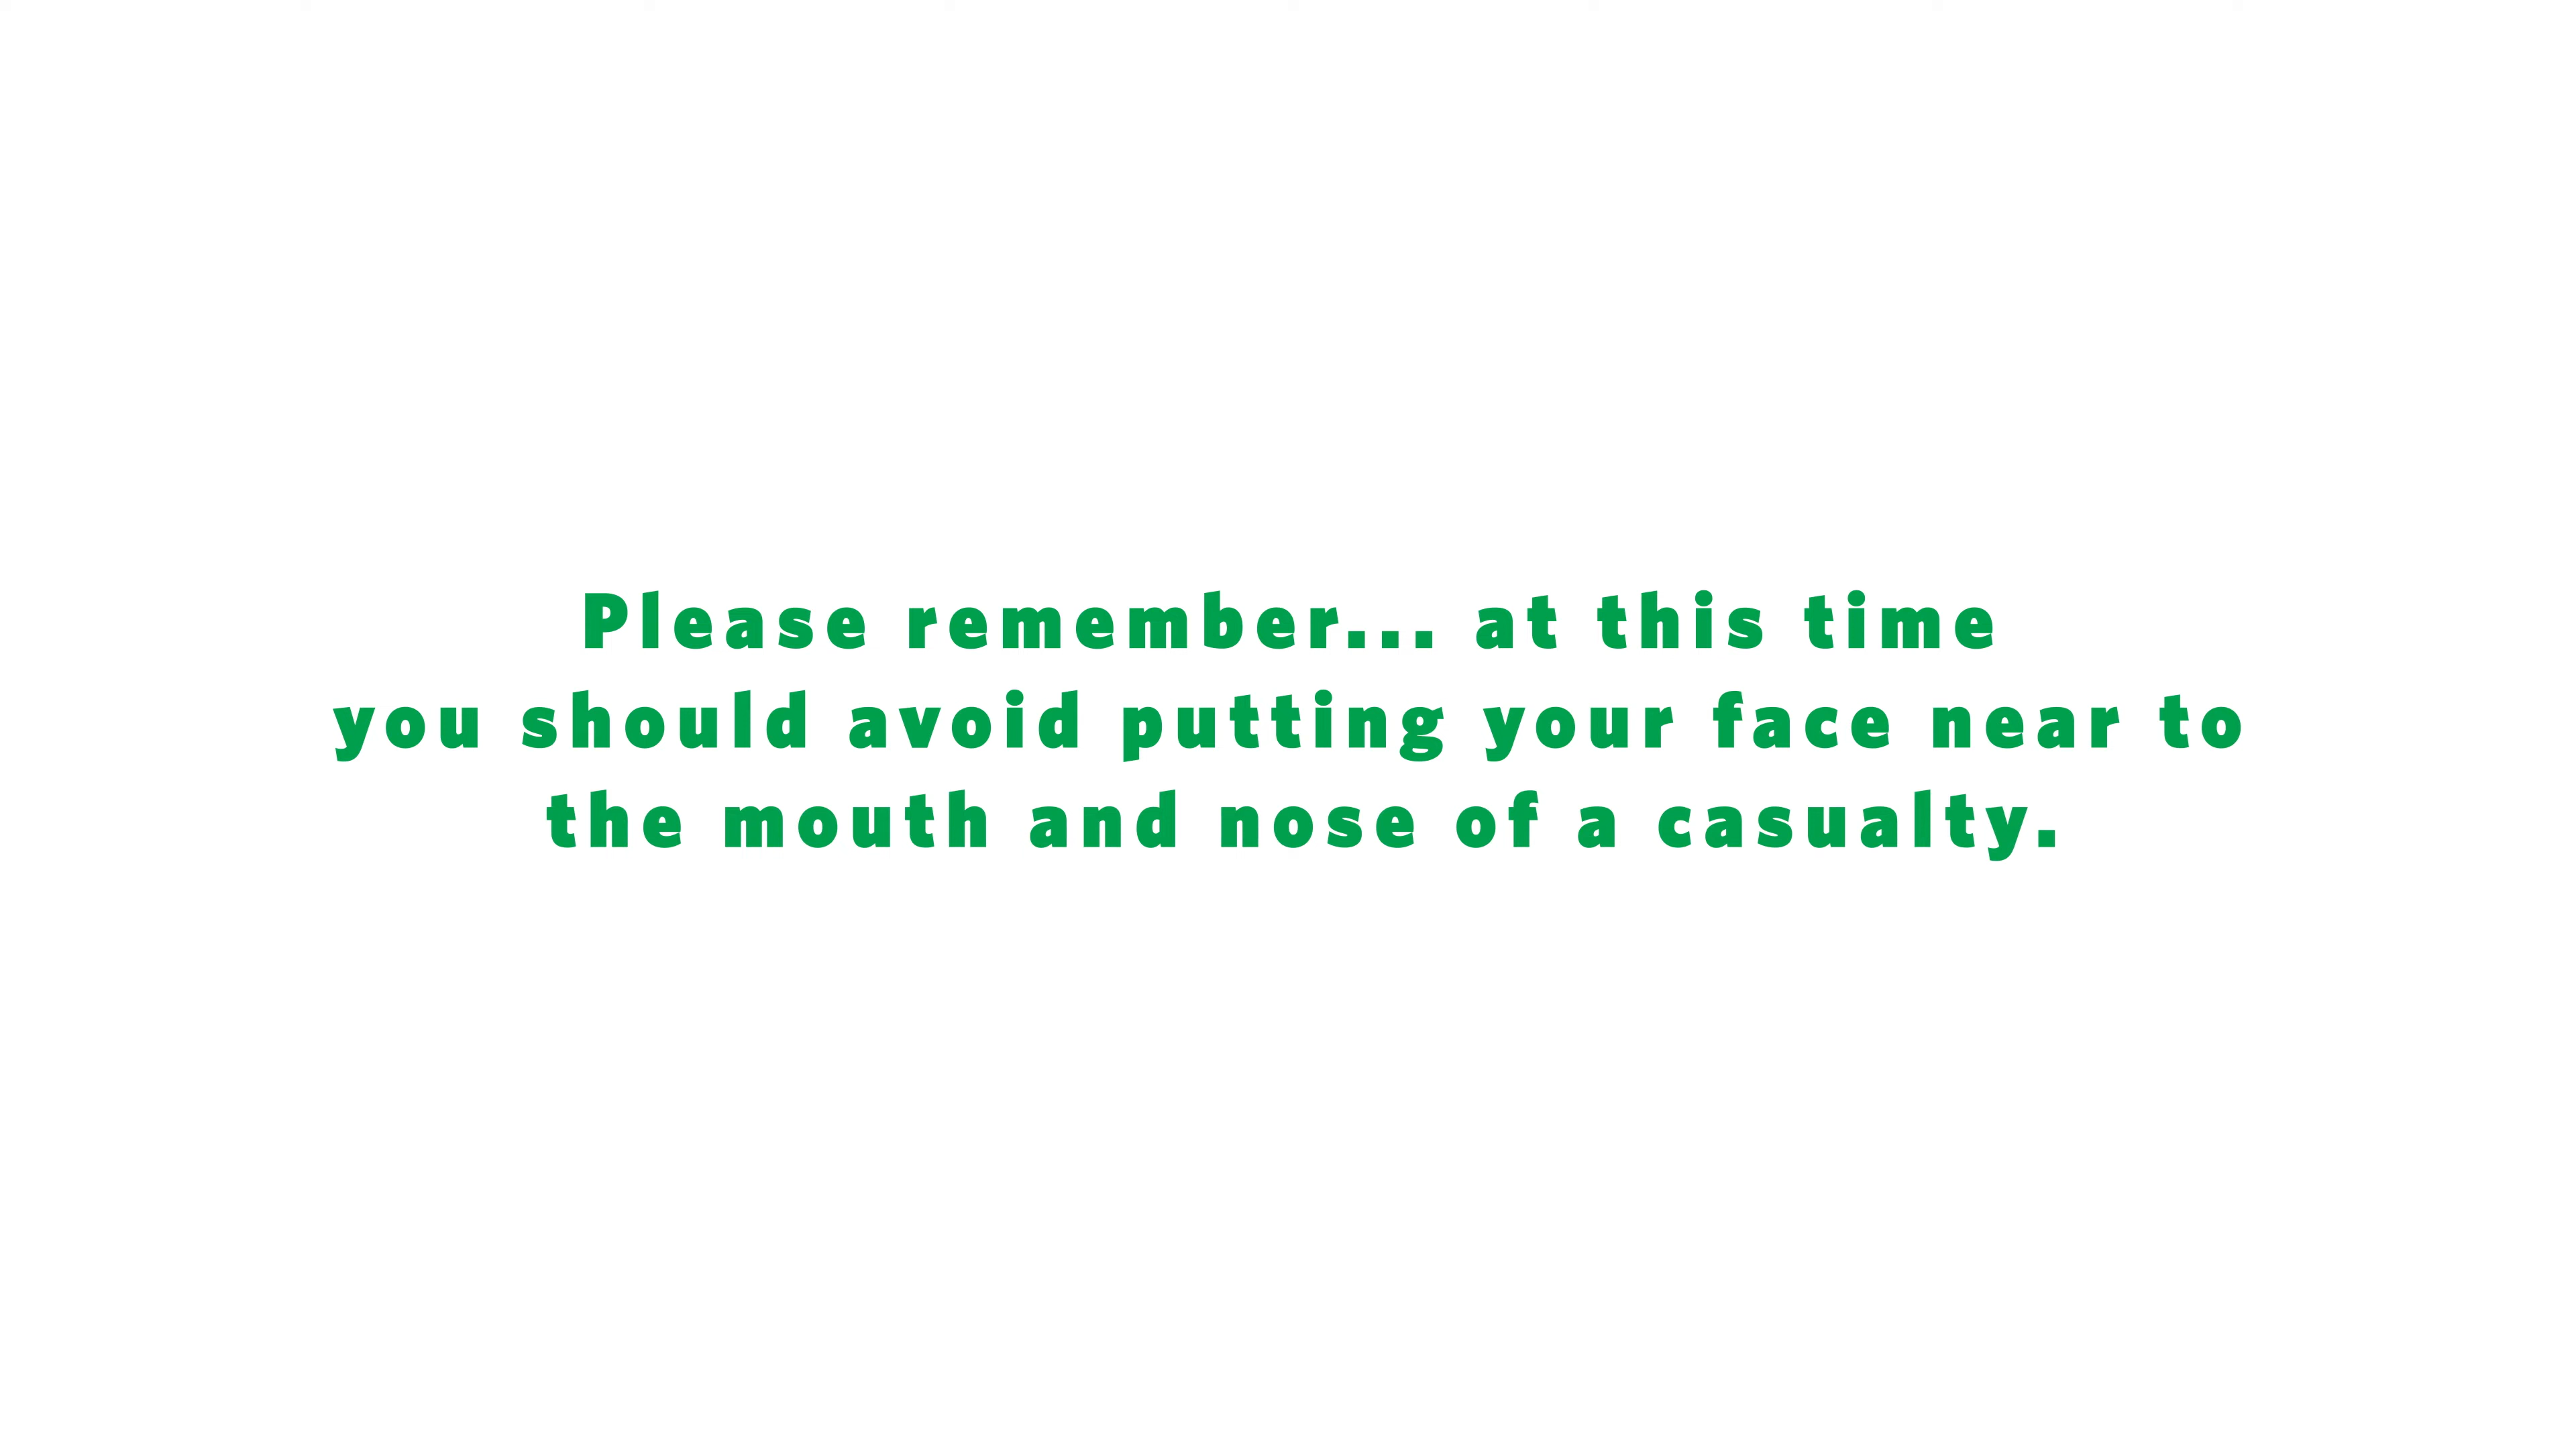 Please remember... at this time
you should avoid putting your face near to
the mouth and nose of a casualty.